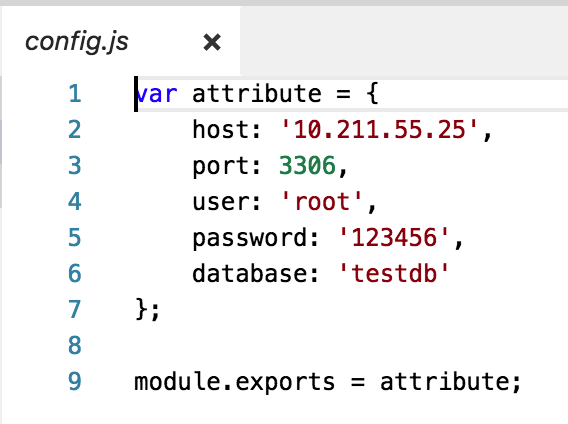 config.js ×
1 var attribute = {
2     host: '10.211.55.25',
3     port: 3306,
4     user: 'root',
5     password: '123456',
6     database: 'testdb'
7 };
8
9 module.exports = attribute;